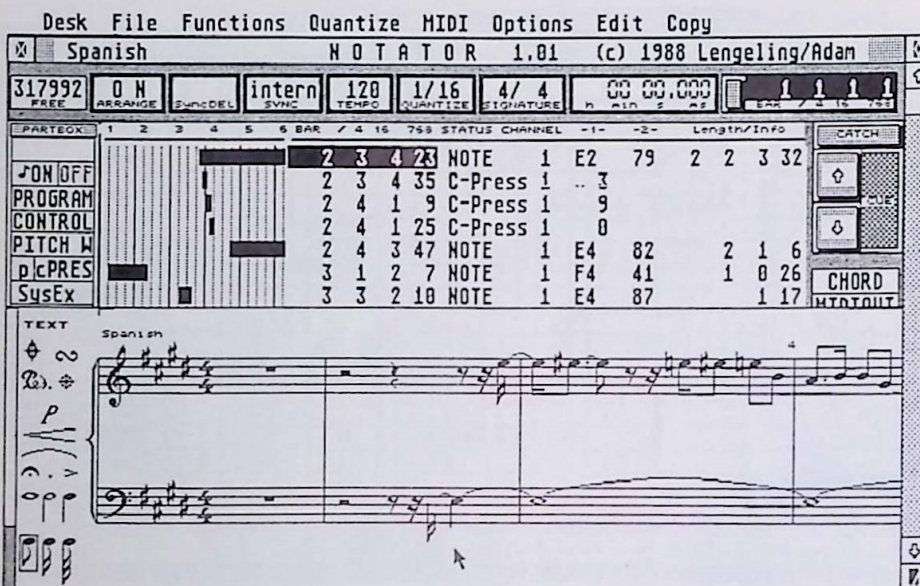 Desk File Functions Quantize MIDI Options Edit Copy
Spanish N O T A T O R 1.01 (c) 1988 Lengeling/Adam
317992 O N intern 120 1/16 4/ 4 00 00.000 1 1 1 1
FREE ARRANGE SyncDEL SYNC TEMPO QUANTIZE SIGNATURE h min s ms BAR / 4 16 768
PARTBOX 1 2 3 4 5 6 BAR / 4 16 768 STATUS CHANNEL -1- -2- Length/Info CATCH
2 3 4 23 NOTE 1 E2 79 2 2 3 32
ON OFF 2 3 4 35 C-Press 1 .. 3
PROGRAM 2 4 1 9 C-Press 1 9 CUE
CONTROL 2 4 1 25 C-Press 1 0
PITCH W 2 4 3 47 NOTE 1 E4 82 2 1 6
p cPRES 3 1 2 7 NOTE 1 F4 41 1 0 26 CHORD
SysEx 3 3 2 10 NOTE 1 E4 87 1 17 MIDIOUT
TEXT
Spanish
4
P